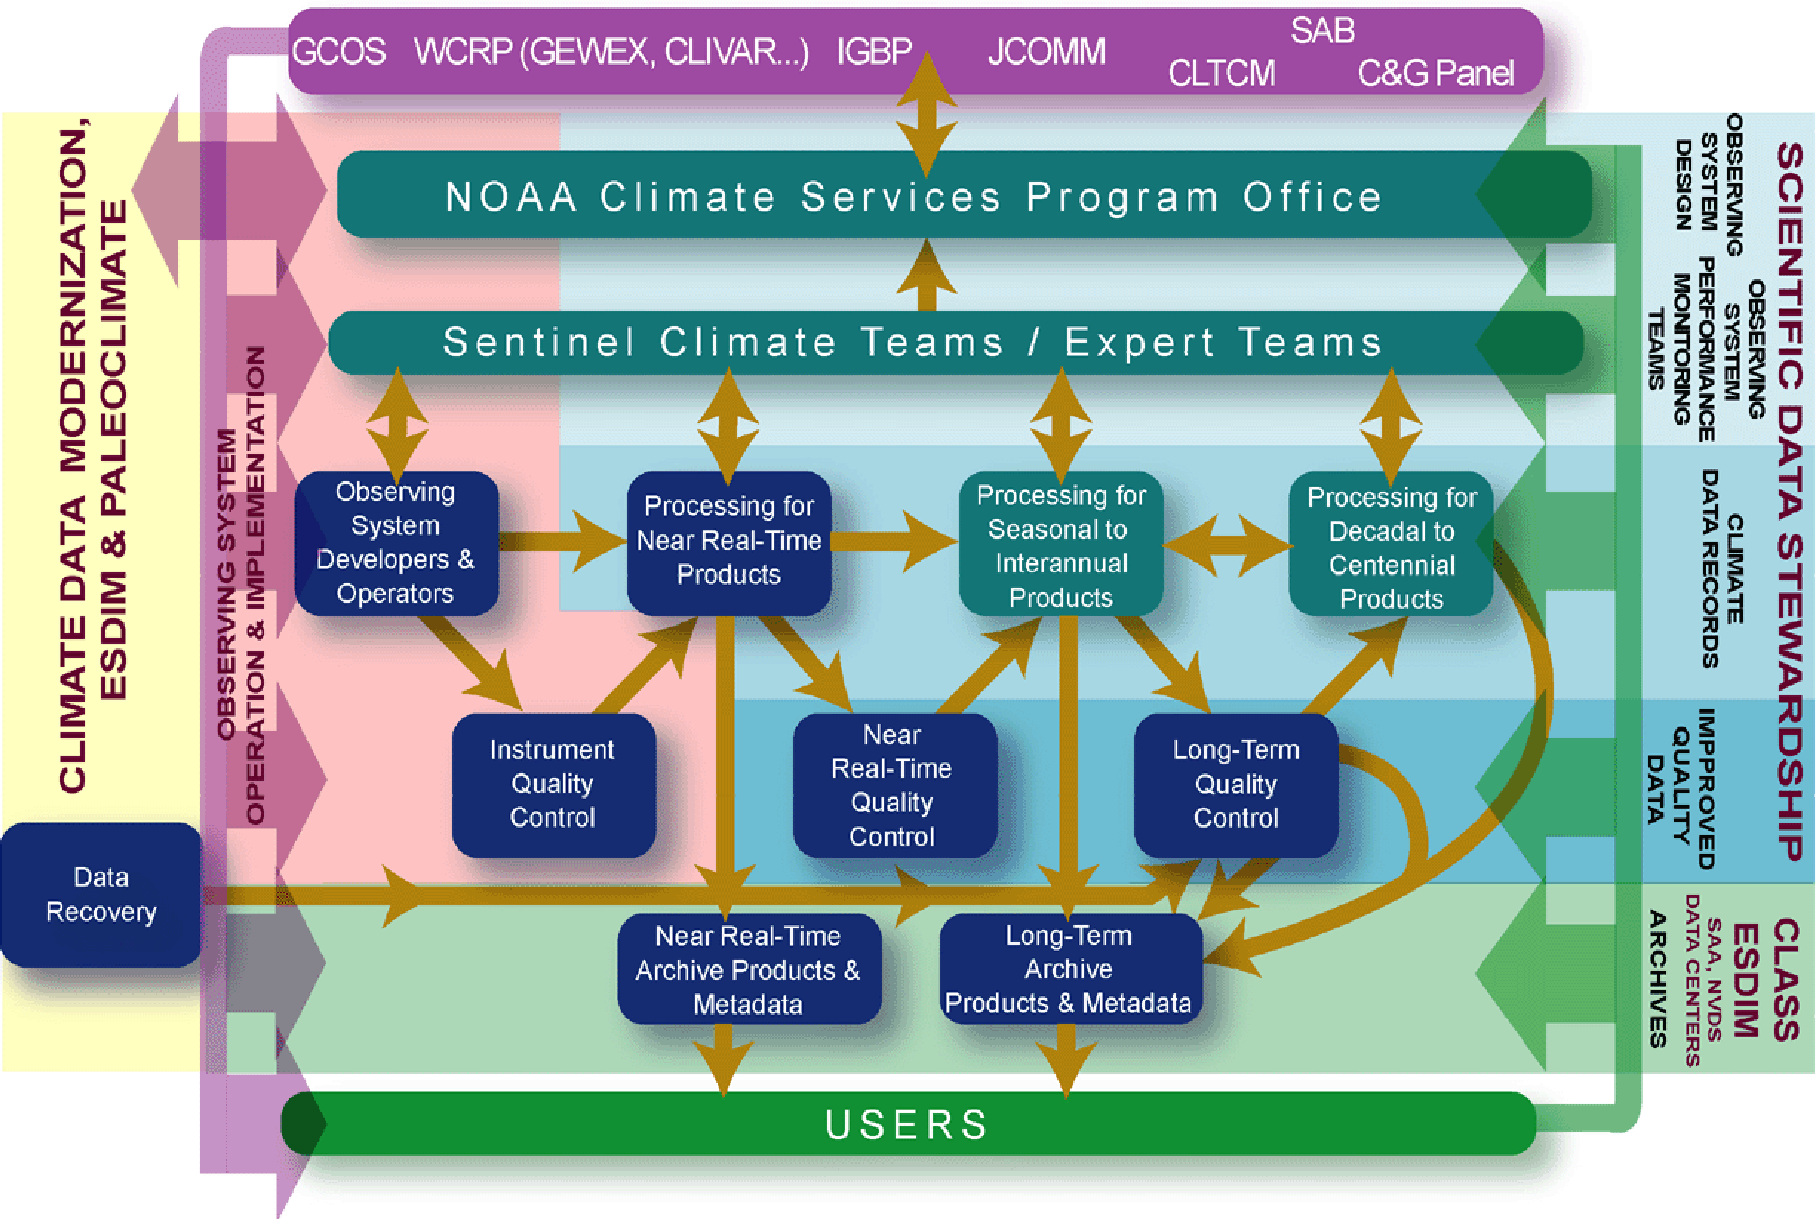 GCOS WCRP (GEWEX, CLIVAR...) IGBP JCOMM SAB
CLTCM C&G Panel
NOAA Climate Services Program Office
Sentinel Climate Teams / Expert Teams
Observing
System
Developers &
Operators
Processing for
Near Real-Time
Products
Processing for
Seasonal to
Interannual
Products
Processing for
Decadal to
Centennial
Products
Instrument
Quality
Control
Near
Real-Time
Quality
Control
Long-Term
Quality
Control
Data
Recovery
Near Real-Time
Archive Products &
Metadata
Long-Term
Archive
Products & Metadata
USERS
CLIMATE DATA MODERNIZATION,
ESDIM & PALEOCLIMATE
OBSERVING SYSTEM
OPERATION & IMPLEMENTATION
SCIENTIFIC DATA STEWARDSHIP
OBSERVING
SYSTEM
DESIGN
OBSERVING
SYSTEM
PERFORMANCE
MONITORING
TEAMS
CLIMATE
DATA RECORDS
IMPPROVED
QUALITY
DATA
CLASS
ESDIM
SAA, NVDS
DATA CENTERS
ARCHIVES